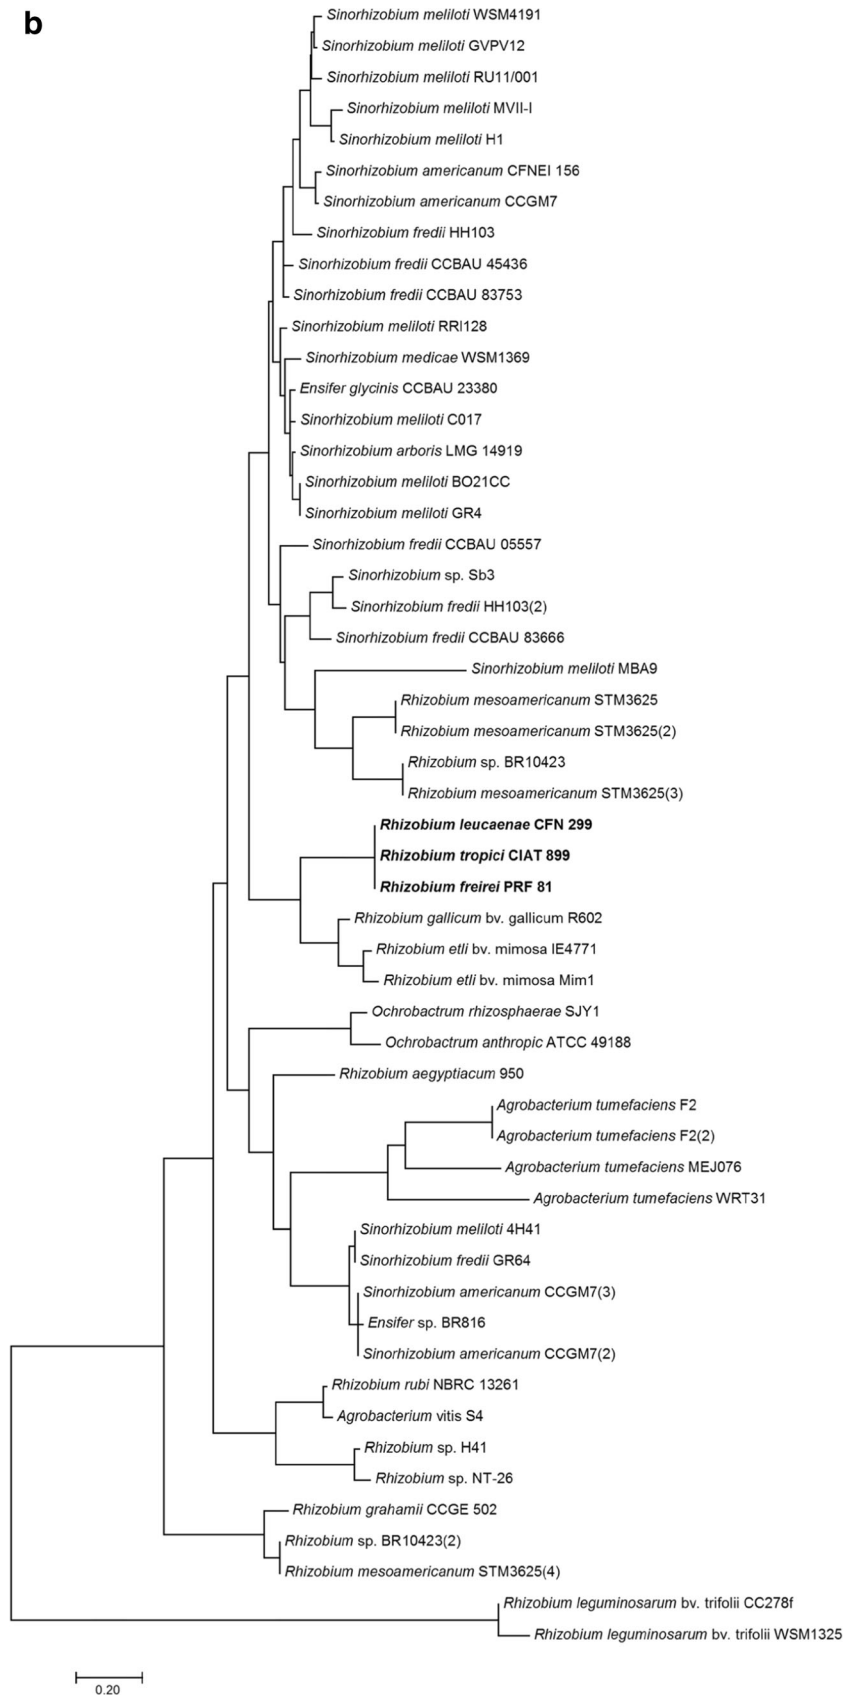 b
Sinorhizobium meliloti WSM4191
Sinorhizobium meliloti GVPV12
Sinorhizobium meliloti RU11/001
Sinorhizobium meliloti MVII-I
Sinorhizobium meliloti H1
Sinorhizobium americanum CFNEI 156
Sinorhizobium americanum CCGM7
Sinorhizobium fredii HH103
Sinorhizobium fredii CCBAU 45436
Sinorhizobium fredii CCBAU 83753
Sinorhizobium meliloti RRI128
Sinorhizobium medicae WSM1369
Ensifer glycinis CCBAU 23380
Sinorhizobium meliloti C017
Sinorhizobium arboris LMG 14919
Sinorhizobium meliloti BO21CC
Sinorhizobium meliloti GR4
Sinorhizobium fredii CCBAU 05557
Sinorhizobium sp. Sb3
Sinorhizobium fredii HH103(2)
Sinorhizobium fredii CCBAU 83666
Sinorhizobium meliloti MBA9
Rhizobium mesoamericanum STM3625
Rhizobium mesoamericanum STM3625(2)
Rhizobium sp. BR10423
Rhizobium mesoamericanum STM3625(3)
Rhizobium leucaenae CFN 299
Rhizobium tropici CIAT 899
Rhizobium freirei PRF 81
Rhizobium gallicum bv. gallicum R602
Rhizobium etli bv. mimosa IE4771
Rhizobium etli bv. mimosa Mim1
Ochrobactrum rhizosphaerae SJY1
Ochrobactrum anthropic ATCC 49188
Rhizobium aegyptiacum 950
Agrobacterium tumefaciens F2
Agrobacterium tumefaciens F2(2)
Agrobacterium tumefaciens MEJ076
Agrobacterium tumefaciens WRT31
Sinorhizobium meliloti 4H41
Sinorhizobium fredii GR64
Sinorhizobium americanum CCGM7(3)
Ensifer sp. BR816
Sinorhizobium americanum CCGM7(2)
Rhizobium rubi NBRC 13261
Agrobacterium vitis S4
Rhizobium sp. H41
Rhizobium sp. NT-26
Rhizobium grahamii CCGE 502
Rhizobium sp. BR10423(2)
Rhizobium mesoamericanum STM3625(4)
Rhizobium leguminosarum bv. trifolii CC278f
Rhizobium leguminosarum bv. trifolii WSM1325
0.20